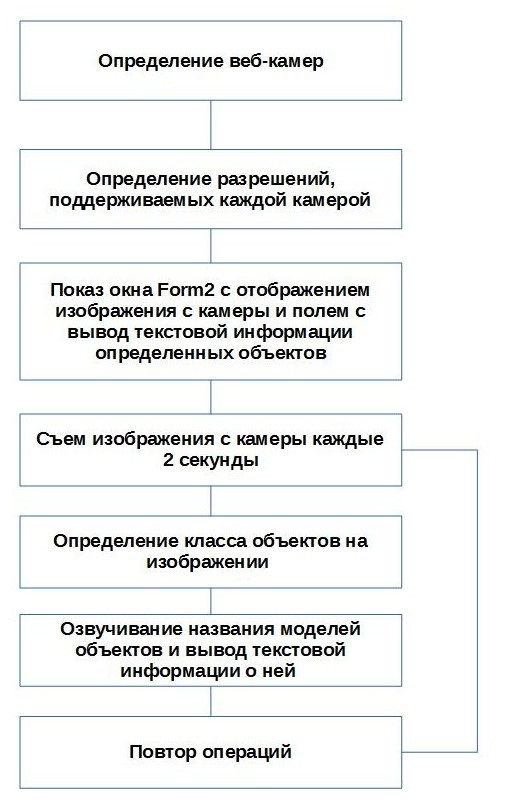 Определение веб-камер
Определение разрешений,
поддерживаемых каждой камерой
Показ окна Form2 с отображением
изображения с камеры и полем с
вывод текстовой информации
определенных объектов
Съем изображения с камеры каждые
2 секунды
Определение класса объектов на
изображении
Озвучивание названия моделей
объектов и вывод текстовой
информации о ней
Повтор операций